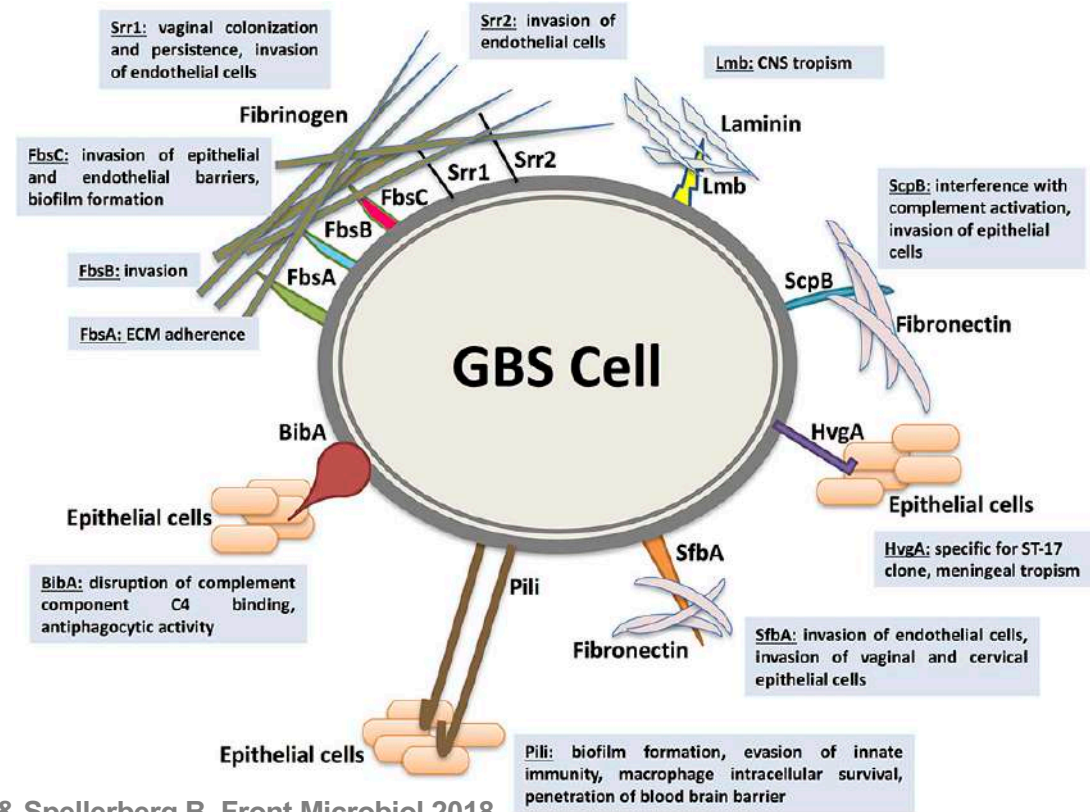 Srr1: vaginal colonization
and persistence, invasion
of endothelial cells
Srr2: invasion of
endothelial cells
Lmb: CNS tropism
Fibrinogen
Laminin
FbsC: invasion of epithelial
and endothelial barriers,
biofilm formation
Srr1
Srr2
Lmb
FbsC
FbsB
FbsA
ScpB: interference with
complement activation,
invasion of epithelial
cells
FbsB: invasion
ScpB
Fibronectin
FbsA: ECM adherence
GBS Cell
BibA
HvgA
Epithelial cells
Epithelial cells
HvgA: specific for ST-17
clone, meningeal tropism
BibA: disruption of complement
component C4 binding,
antiphagocytic activity
SfbA
Pili
Fibronectin
SfbA: invasion of endothelial cells,
invasion of vaginal and cervical
epithelial cells
Epithelial cells
Pili: biofilm formation, evasion of innate
immunity, macrophage intracellular survival,
penetration of blood brain barrier
& Spellerberg B. Front Microbiol 2018